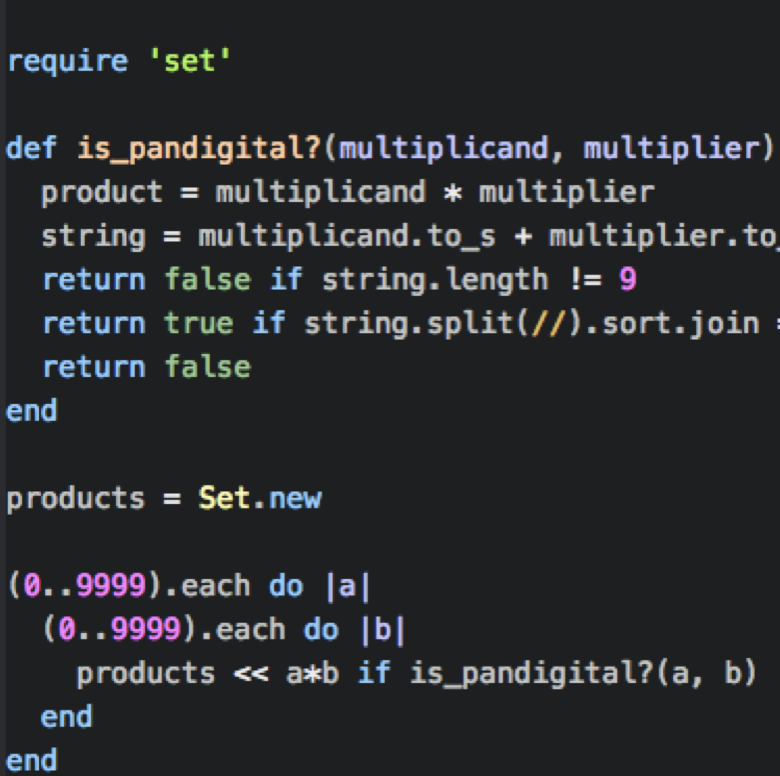 require 'set'
def is_pandigital?(multiplicand, multiplier)
  product = multiplicand * multiplier
  string = multiplicand.to_s + multiplier.to_
  return false if string.length != 9
  return true if string.split(//).sort.join =
  return false
end
products = Set.new
(0..9999).each do |a|
  (0..9999).each do |b|
    products << a*b if is_pandigital?(a, b)
  end
end